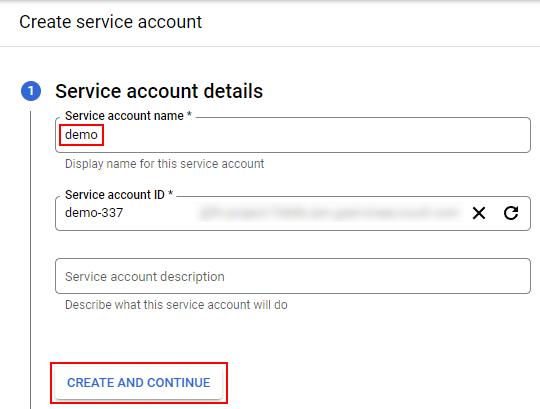 Create service account
1 Service account details
Service account name *
demo
Display name for this service account
Service account ID *
demo-337
Service account description
Describe what this service account will do
CREATE AND CONTINUE